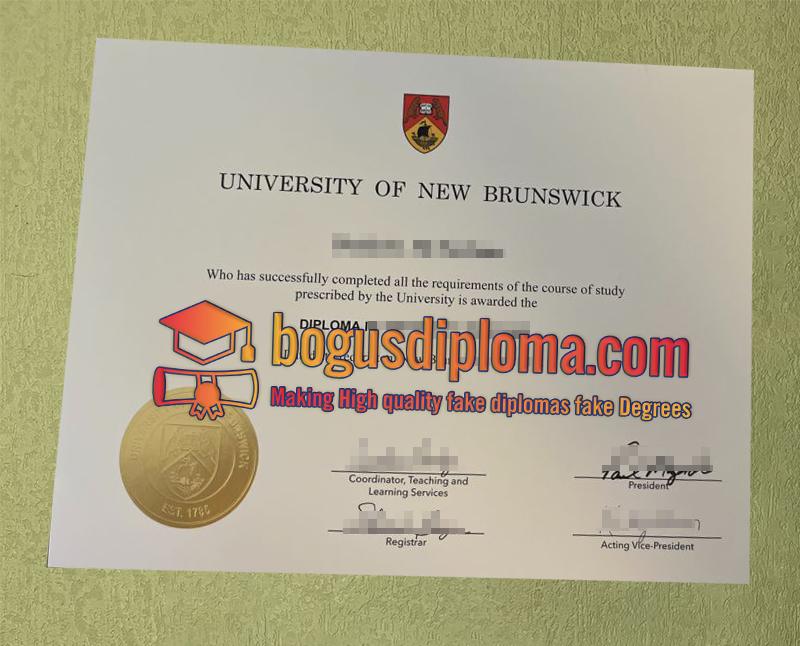 UNIVERSITY OF NEW BRUNSWICK
Who has successfully completed all the requirements of the course of study
prescribed by the University is awarded the
DIPLOMA
bogusdiploma.com
Making High quality fake diplomas fake Degrees
BRUNSWICK
EST. 1785
Coordinator, Teaching and
Learning Services
President
Registrar
Acting Vice-President